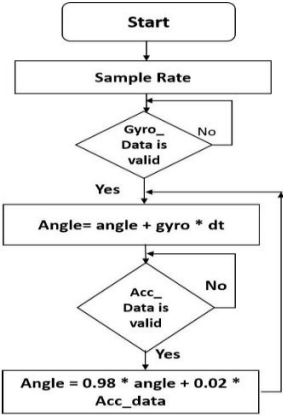 Start
Sample Rate
Gyro_
Data is
valid
No
Yes
Angle= angle + gyro * dt
Acc_
Data is
valid
No
Yes
Angle = 0.98 * angle + 0.02 *
Acc_data